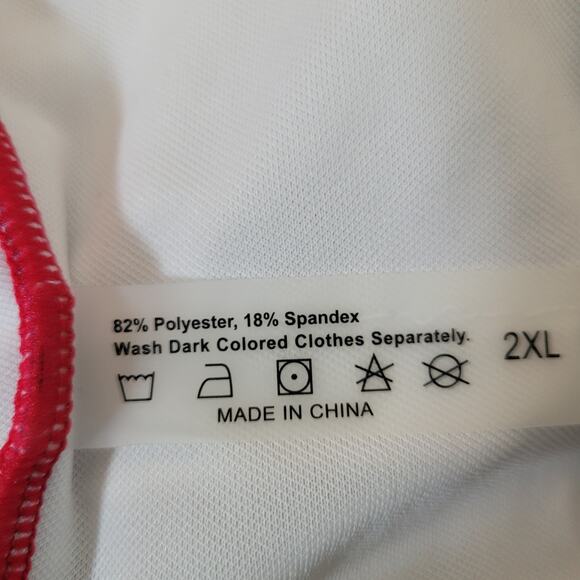 82% Polyester, 18% Spandex
Wash Dark Colored Clothes Separately.
2XL
MADE IN CHINA